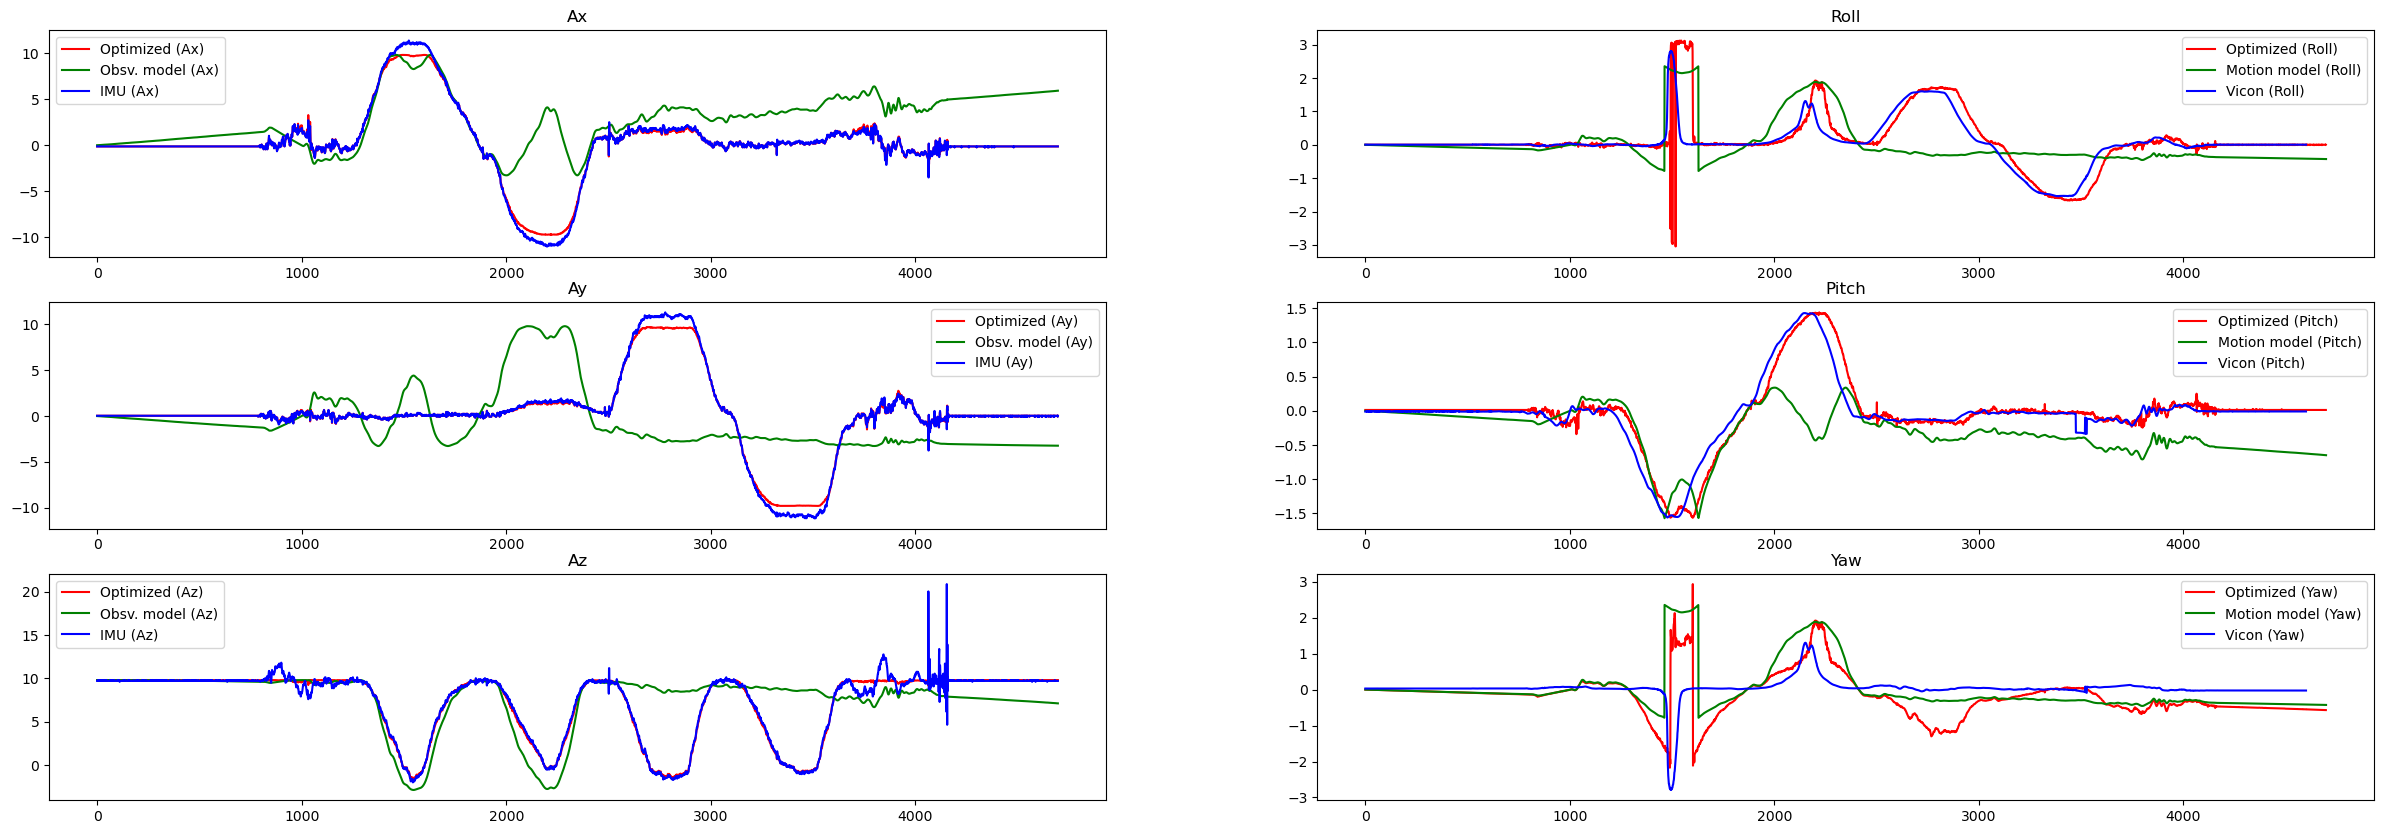 Ax
10
5
0
−5
−10
Optimized (Ax)
Obsv. model (Ax)
IMU (Ax)
0 1000 2000 3000 4000
Roll
3
2
1
0
−1
−2
−3
Optimized (Roll)
Motion model (Roll)
Vicon (Roll)
0 1000 2000 3000 4000
Ay
10
5
0
−5
−10
Optimized (Ay)
Obsv. model (Ay)
IMU (Ay)
0 1000 2000 3000 4000
Pitch
1.5
1.0
0.5
0.0
−0.5
−1.0
−1.5
Optimized (Pitch)
Motion model (Pitch)
Vicon (Pitch)
0 1000 2000 3000 4000
Az
20
15
10
5
0
Optimized (Az)
Obsv. model (Az)
IMU (Az)
0 1000 2000 3000 4000
Yaw
3
2
1
0
−1
−2
−3
Optimized (Yaw)
Motion model (Yaw)
Vicon (Yaw)
0 1000 2000 3000 4000